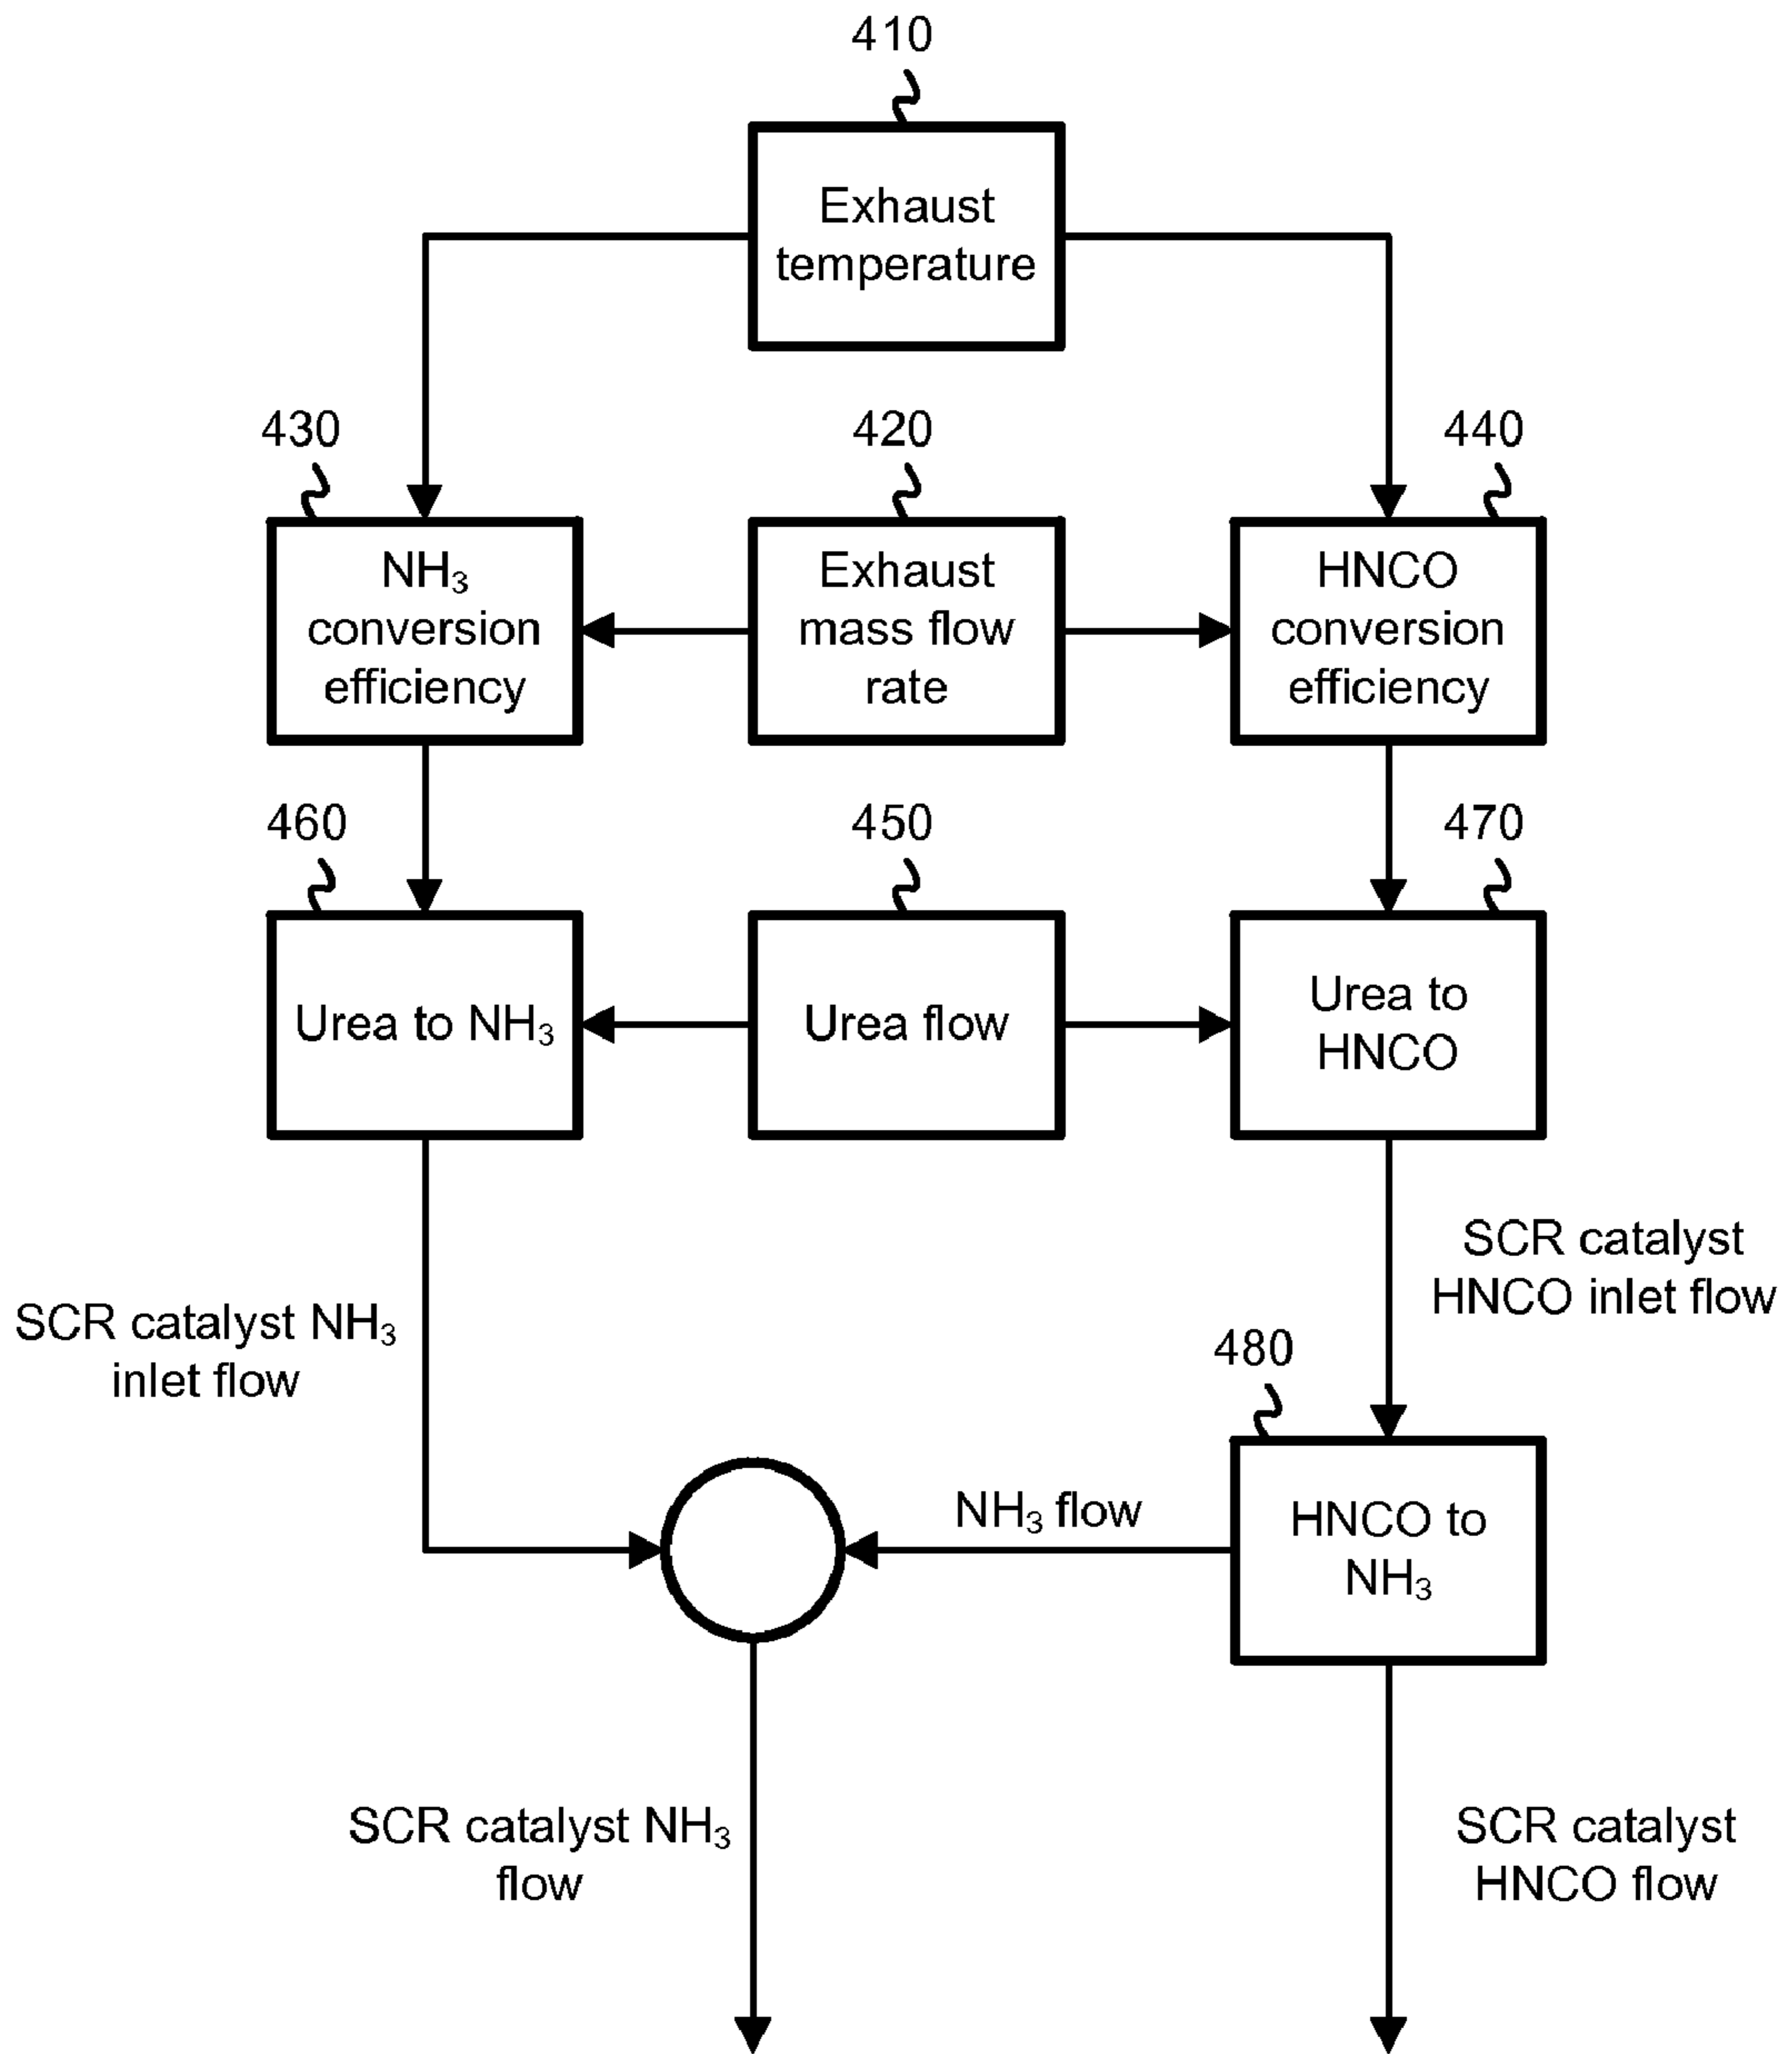 410
Exhaust
temperature
430
420
440
NH₃
conversion
efficiency
Exhaust
mass flow
rate
HNCO
conversion
efficiency
460
450
470
Urea to NH₃
Urea flow
Urea to
HNCO
SCR catalyst
HNCO inlet flow
SCR catalyst NH₃
inlet flow
480
NH₃ flow
HNCO to
NH₃
SCR catalyst NH₃
flow
SCR catalyst
HNCO flow